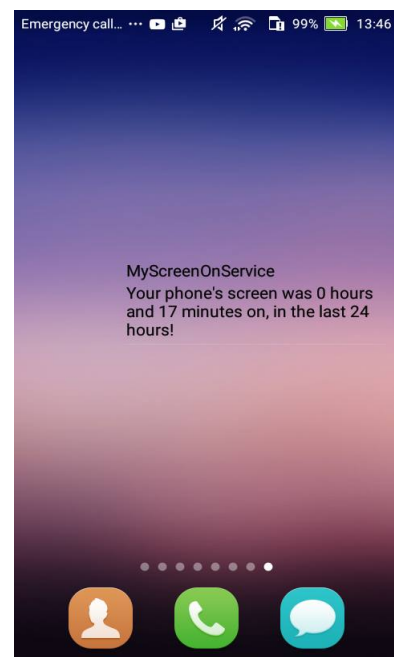 Emergency call... ... 99% 13:46
MyScreenOnService
Your phone's screen was 0 hours
and 17 minutes on, in the last 24
hours!